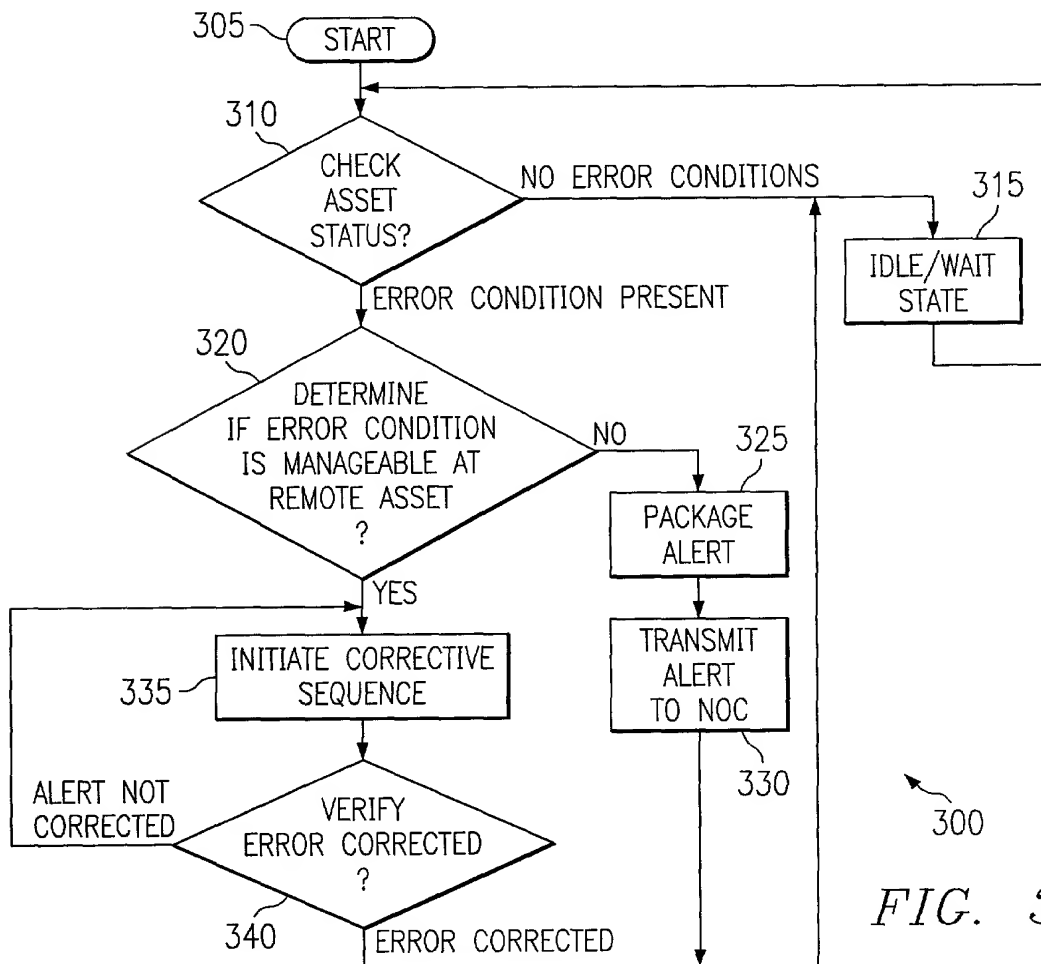 305
START
310
CHECK
ASSET
STATUS?
NO ERROR CONDITIONS
315
IDLE/WAIT
STATE
ERROR CONDITION PRESENT
320
DETERMINE
IF ERROR CONDITION
IS MANAGEABLE AT
REMOTE ASSET
?
NO
325
PACKAGE
ALERT
YES
335
INITIATE CORRECTIVE
SEQUENCE
TRANSMIT
ALERT
TO NOC
330
ALERT NOT
CORRECTED
VERIFY
ERROR CORRECTED
?
340
ERROR CORRECTED
300
FIG.